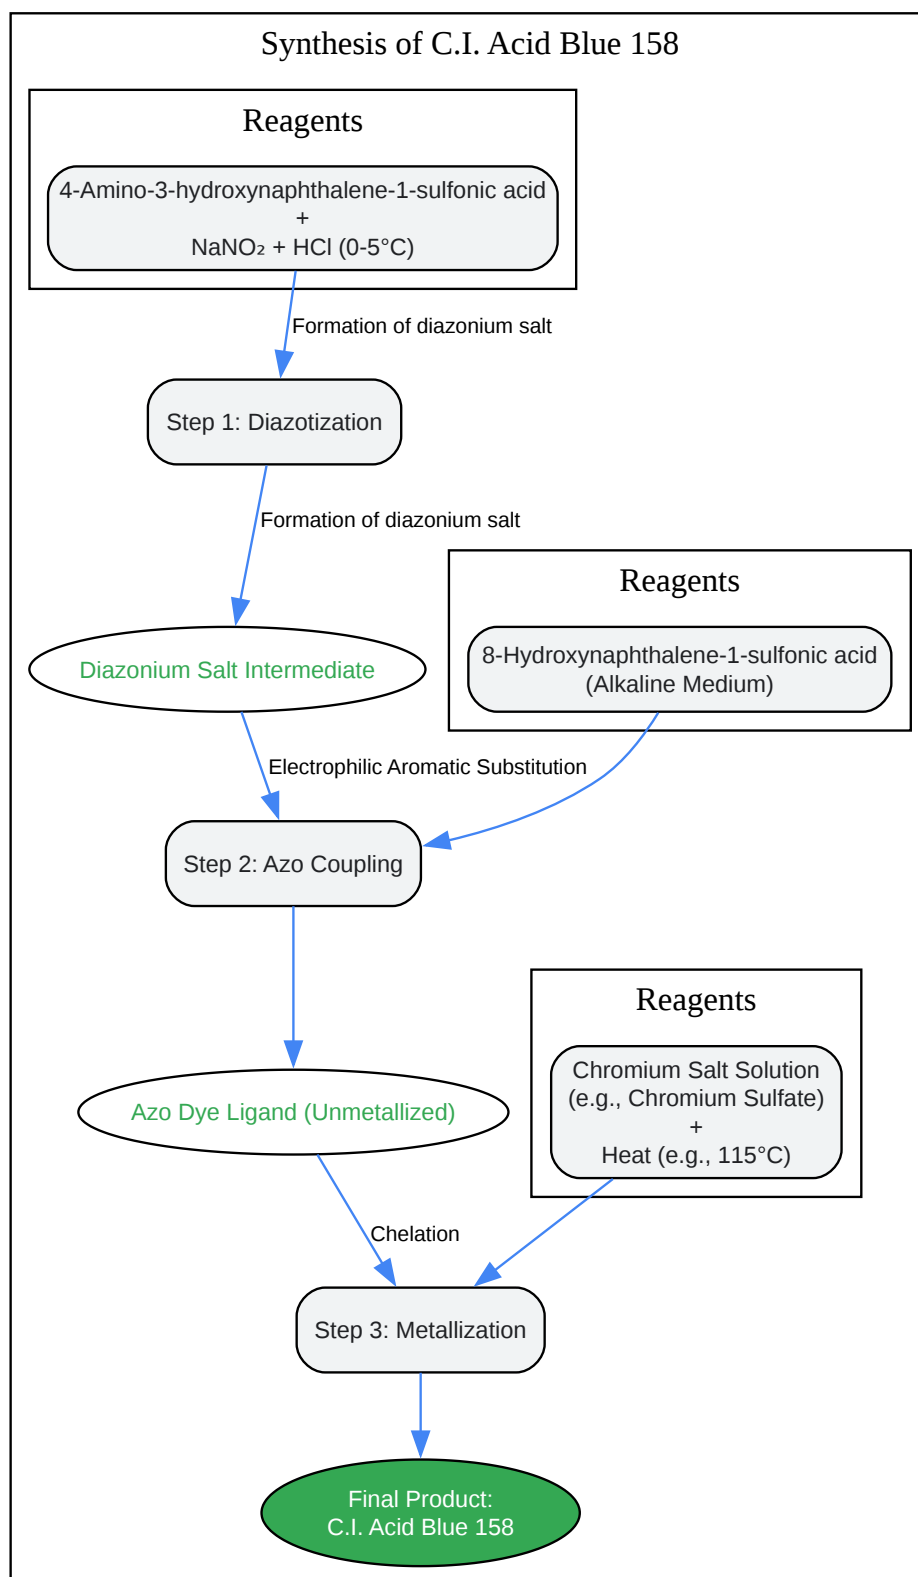 Synthesis of C.I. Acid Blue 158
Reagents
4-Amino-3-hydroxynaphthalene-1-sulfonic acid
+
NaNO₂ + HCl (0-5°C)
Formation of diazonium salt
Step 1: Diazotization
Formation of diazonium salt
Reagents
8-Hydroxynaphthalene-1-sulfonic acid
(Alkaline Medium)
Diazonium Salt Intermediate
Electrophilic Aromatic Substitution
Step 2: Azo Coupling
Reagents
Chromium Salt Solution
(e.g., Chromium Sulfate)
+
Heat (e.g., 115°C)
Azo Dye Ligand (Unmetallized)
Chelation
Step 3: Metallization
Final Product:
C.I. Acid Blue 158